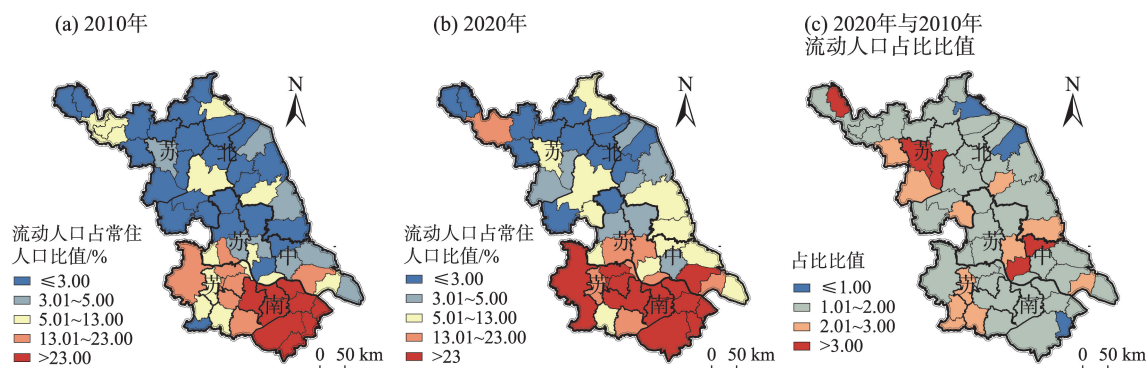 (a) 2010年
N
苏
北
苏
中
苏
南
流动人口占常住
人口比值/%
≤3.00
3.01~5.00
5.01~13.00
13.01~23.00
>23.00
0 50 km
(b) 2020年
N
苏
北
苏
中
苏
南
流动人口占常住
人口比值/%
≤3.00
3.01~5.00
5.01~13.00
13.01~23.00
>23
0 50 km
(c) 2020年与2010年
流动人口占比比值
N
苏
北
苏
中
苏
南
占比比值
≤1.00
1.01~2.00
2.01~3.00
>3.00
0 50 km